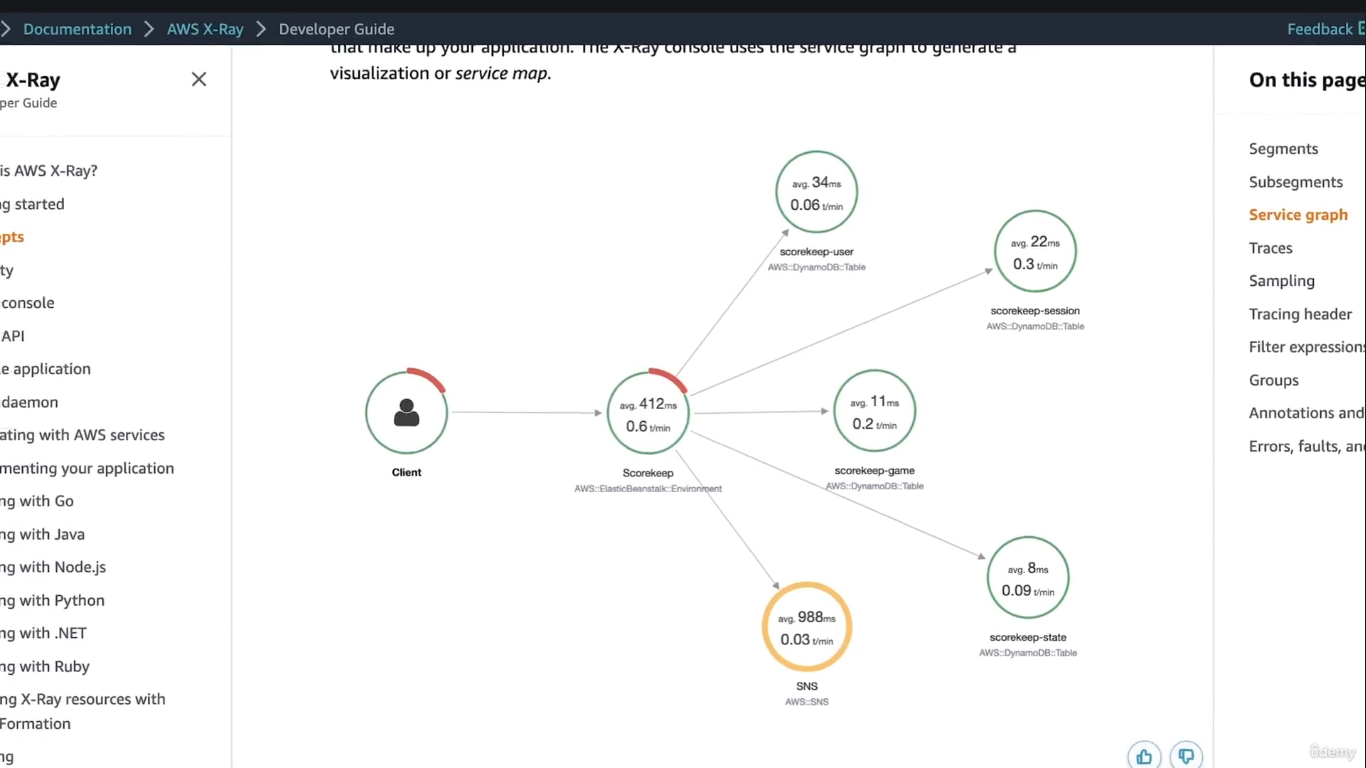 Documentation
AWS X-Ray
Developer Guide
Feedback
X-Ray
per Guide
is AWS X-Ray?
ng started
epts
ty
console
API
le application
daemon
ating with AWS services
menting your application
ng with Go
ng with Java
ng with Node.js
ng with Python
ng with .NET
ng with Ruby
ng X-Ray resources with
Formation
ng
that make up your application. The X-Ray console uses the service graph to generate a
visualization or service map.
avg. 34ms
0.06 t/min
scorekeep-user
AWS::DynamoDB::Table
avg. 22ms
0.3 t/min
scorekeep-session
AWS::DynamoDB::Table
Client
avg. 412ms
0.6 t/min
Scorekeep
AWS::ElasticBeanstalk::Environment
avg. 11ms
0.2 t/min
scorekeep-game
AWS::DynamoDB::Table
avg. 8ms
0.09 t/min
scorekeep-state
AWS::DynamoDB::Table
avg. 988ms
0.03 t/min
SNS
AWS::SNS
On this page
Segments
Subsegments
Service graph
Traces
Sampling
Tracing header
Filter expressions
Groups
Annotations and
Errors, faults, an
ûdemy